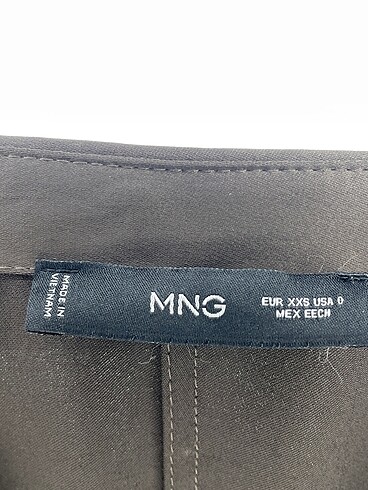 MADE IN
VIETNAM
MNG
EUR XXS USA 0
MEX EECH